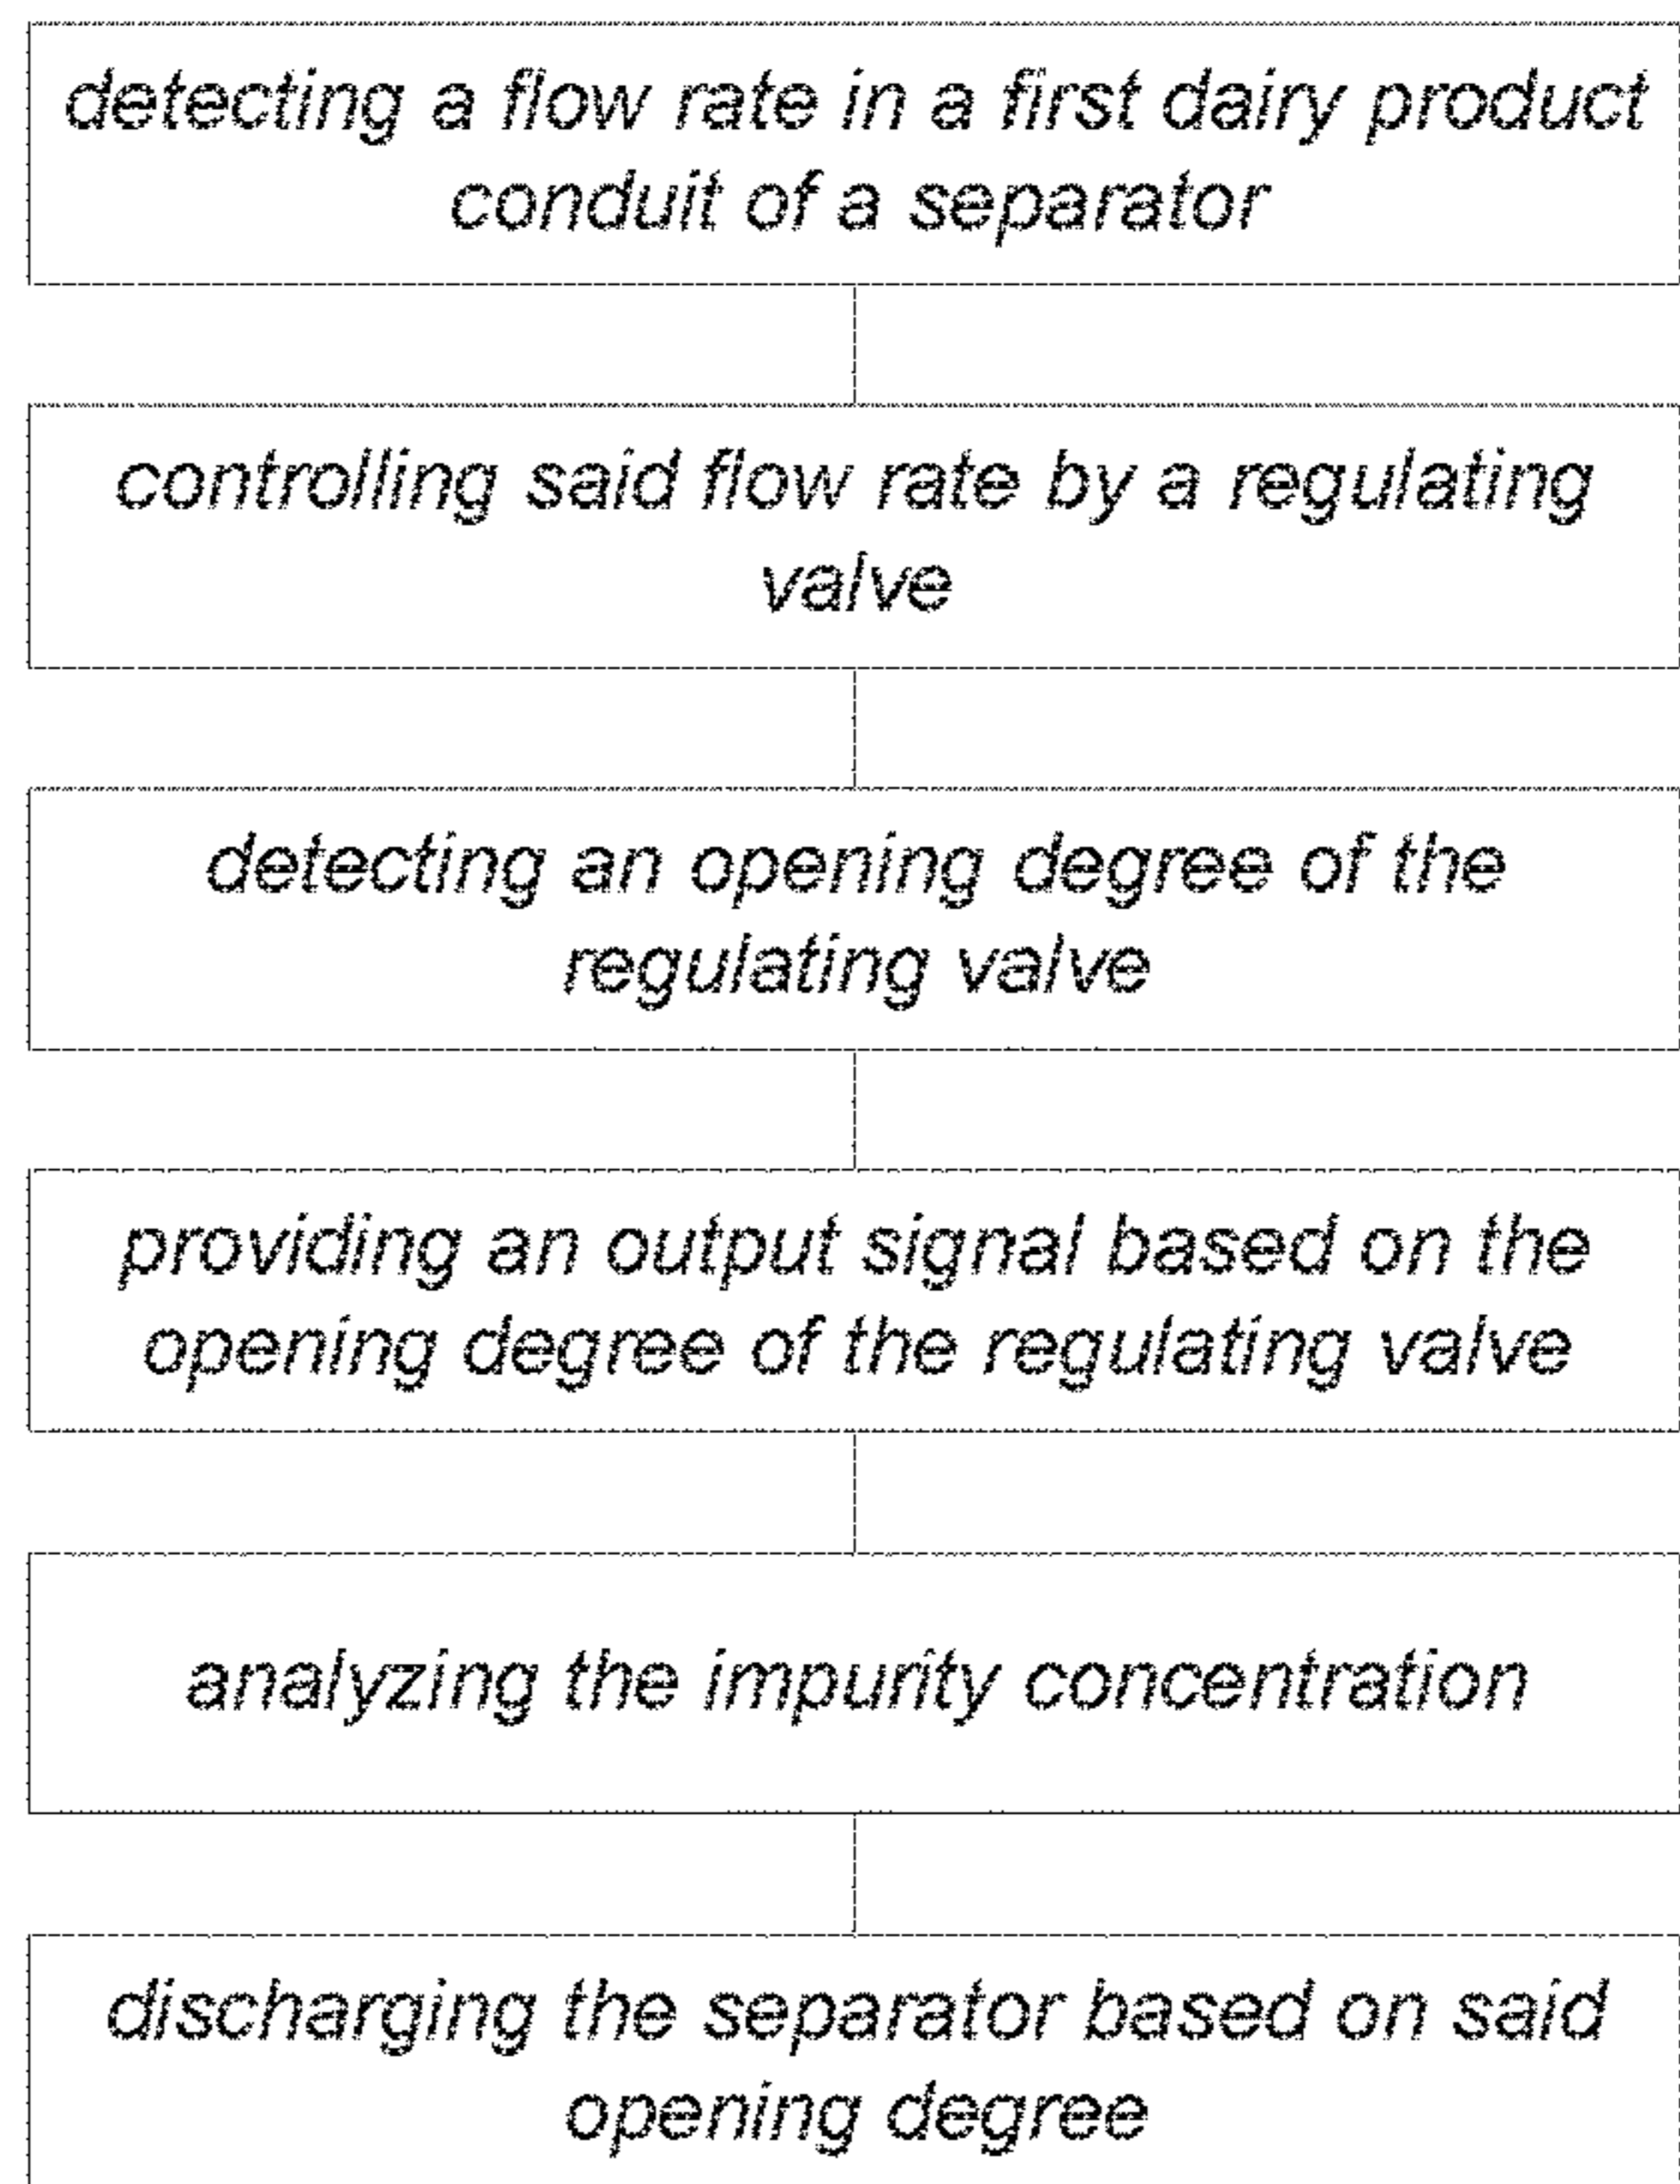 detecting a flow rate in a first dairy product
conduit of a separator
controlling said flow rate by a regulating
valve
detecting an opening degree of the
regulating valve
providing an output signal based on the
opening degree of the regulating valve
analyzing the impurity concentration
discharging the separator based on said
opening degree